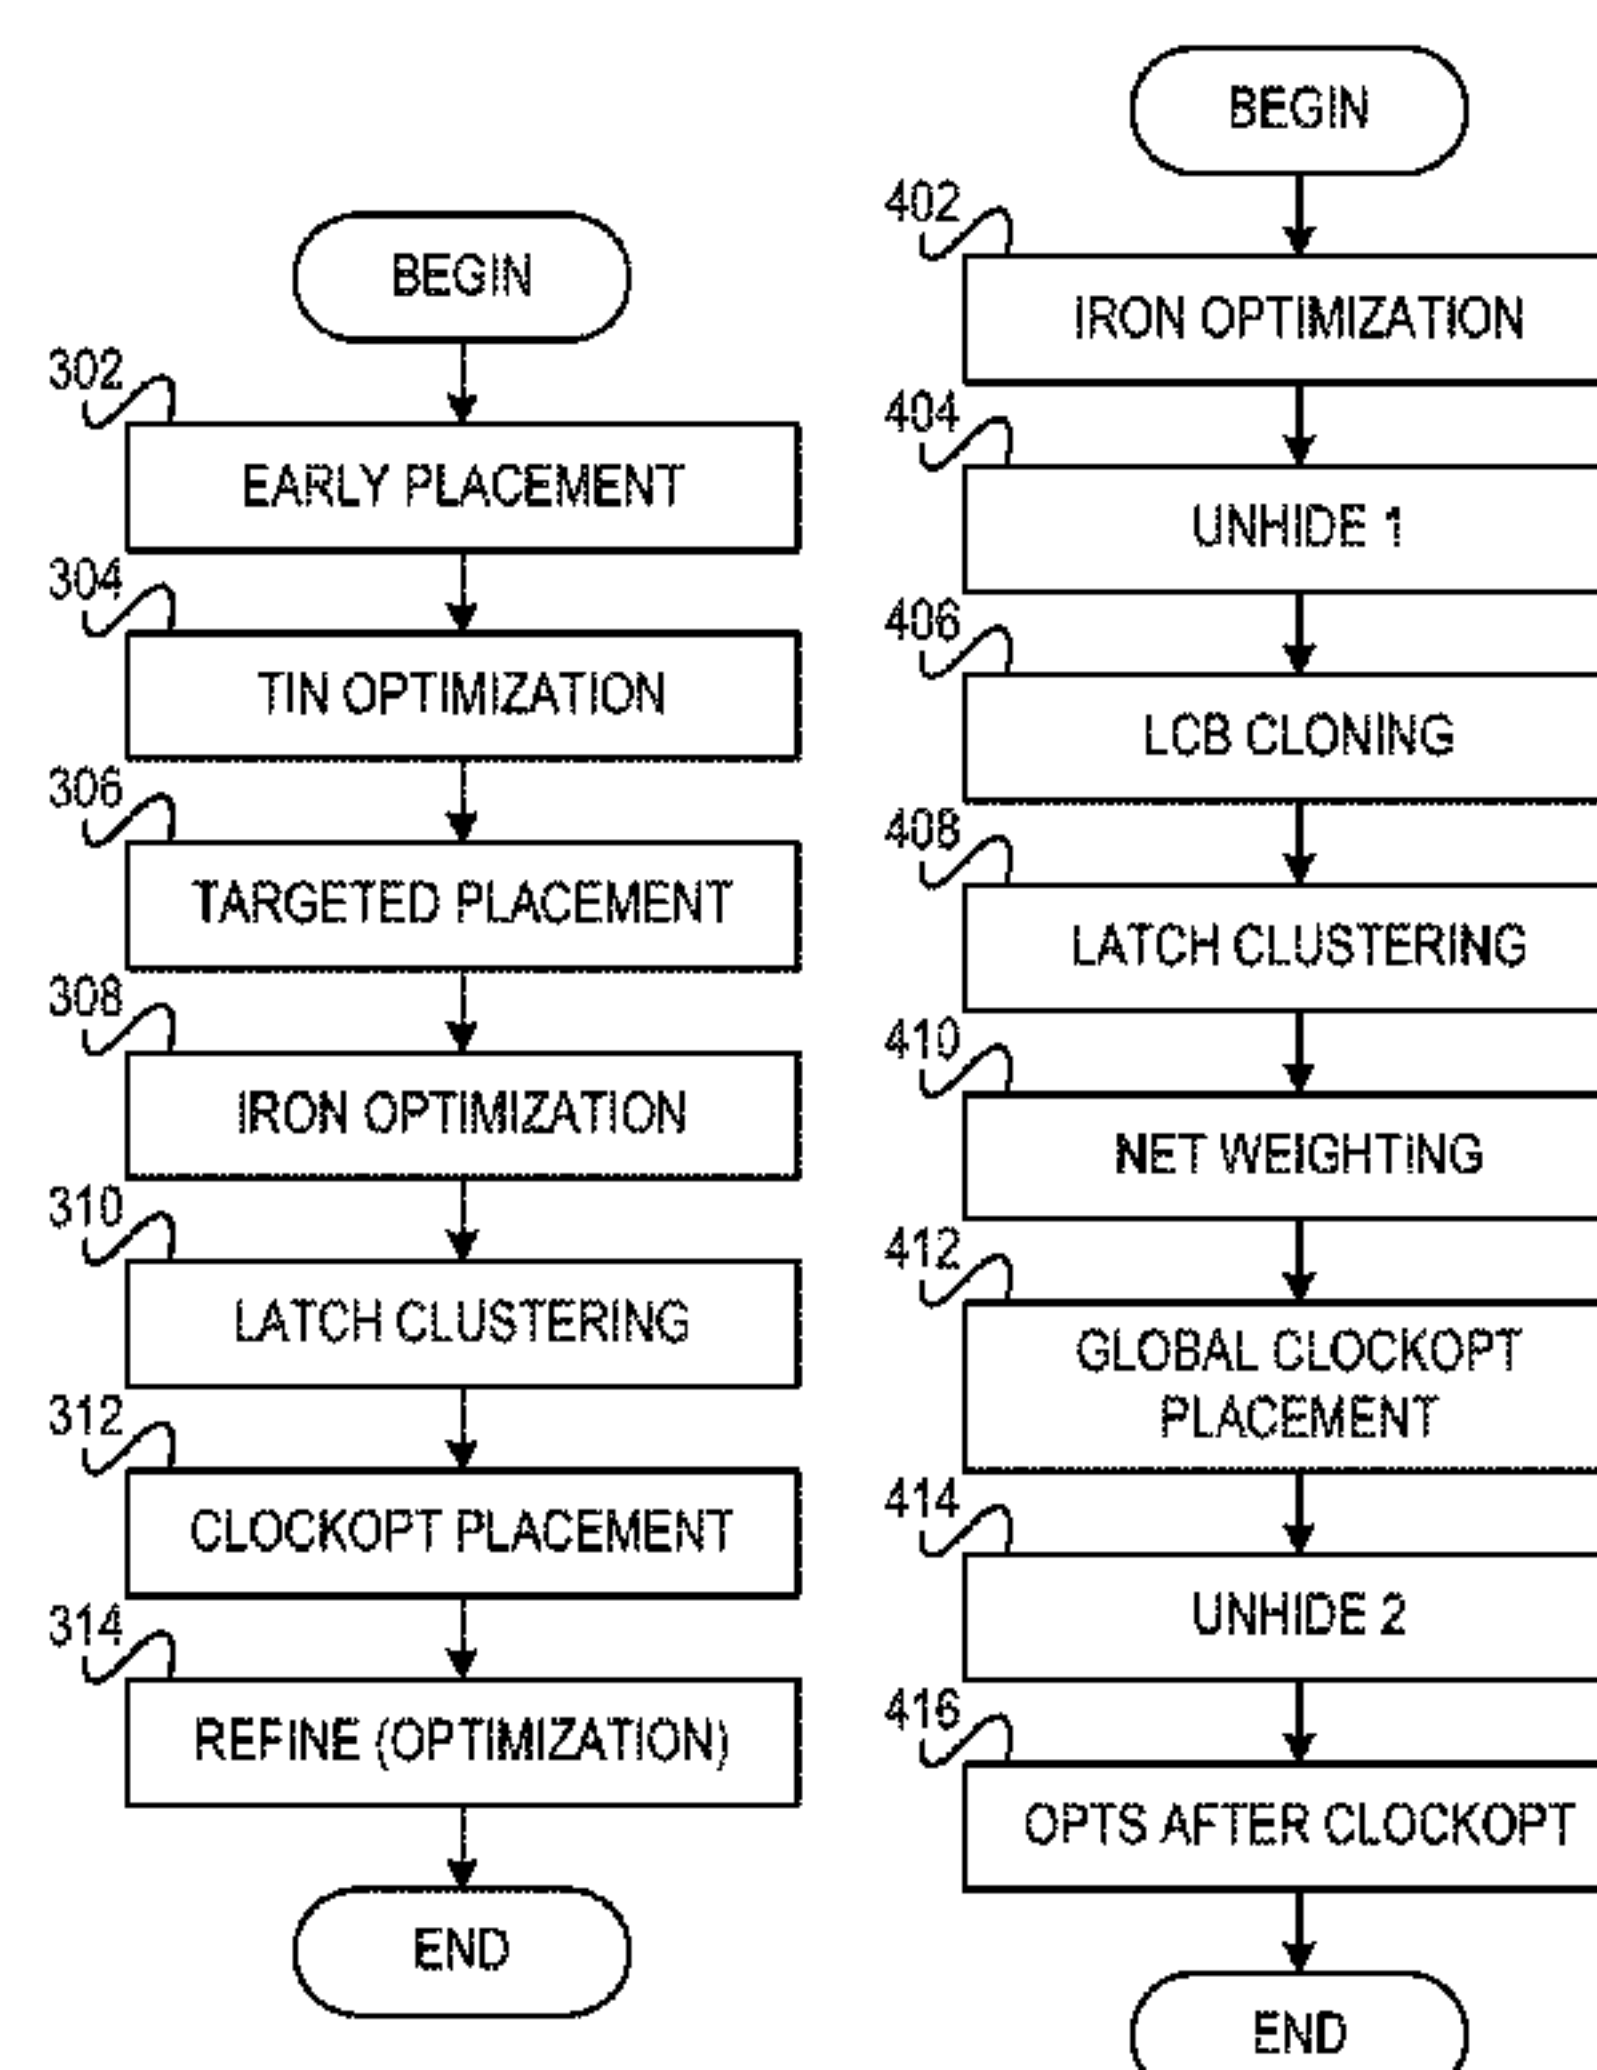 BEGIN
302
EARLY PLACEMENT
304
TIN OPTIMIZATION
306
TARGETED PLACEMENT
308
IRON OPTIMIZATION
310
LATCH CLUSTERING
312
CLOCKOPT PLACEMENT
314
REFINE (OPTIMIZATION)
END
BEGIN
402
IRON OPTIMIZATION
404
UNHIDE 1
406
LCB CLONING
408
LATCH CLUSTERING
410
NET WEIGHTING
412
GLOBAL CLOCKOPT
PLACEMENT
414
UNHIDE 2
416
OPTS AFTER CLOCKOPT
END